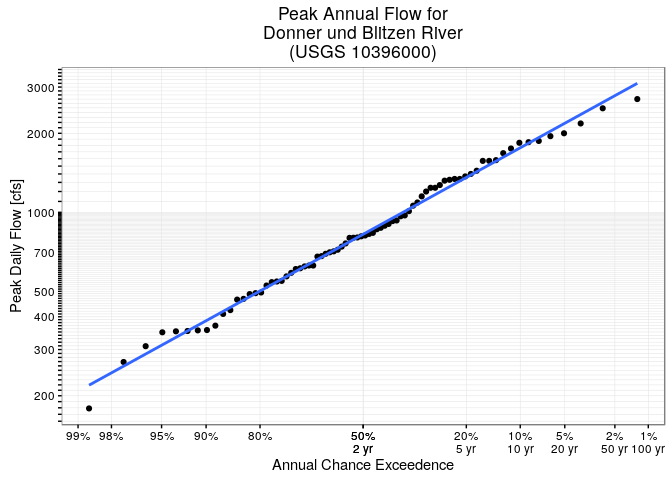 Peak Annual Flow for
Donner und Blitzen River
(USGS 10396000)
Peak Daily Flow [cfs]
3000
2000
1000
700
500
400
300
200
99% 98% 95% 90% 80% 50% 20% 10% 5% 2% 1%
2 yr 5 yr 10 yr 20 yr 50 yr 100 yr
Annual Chance Exceedence